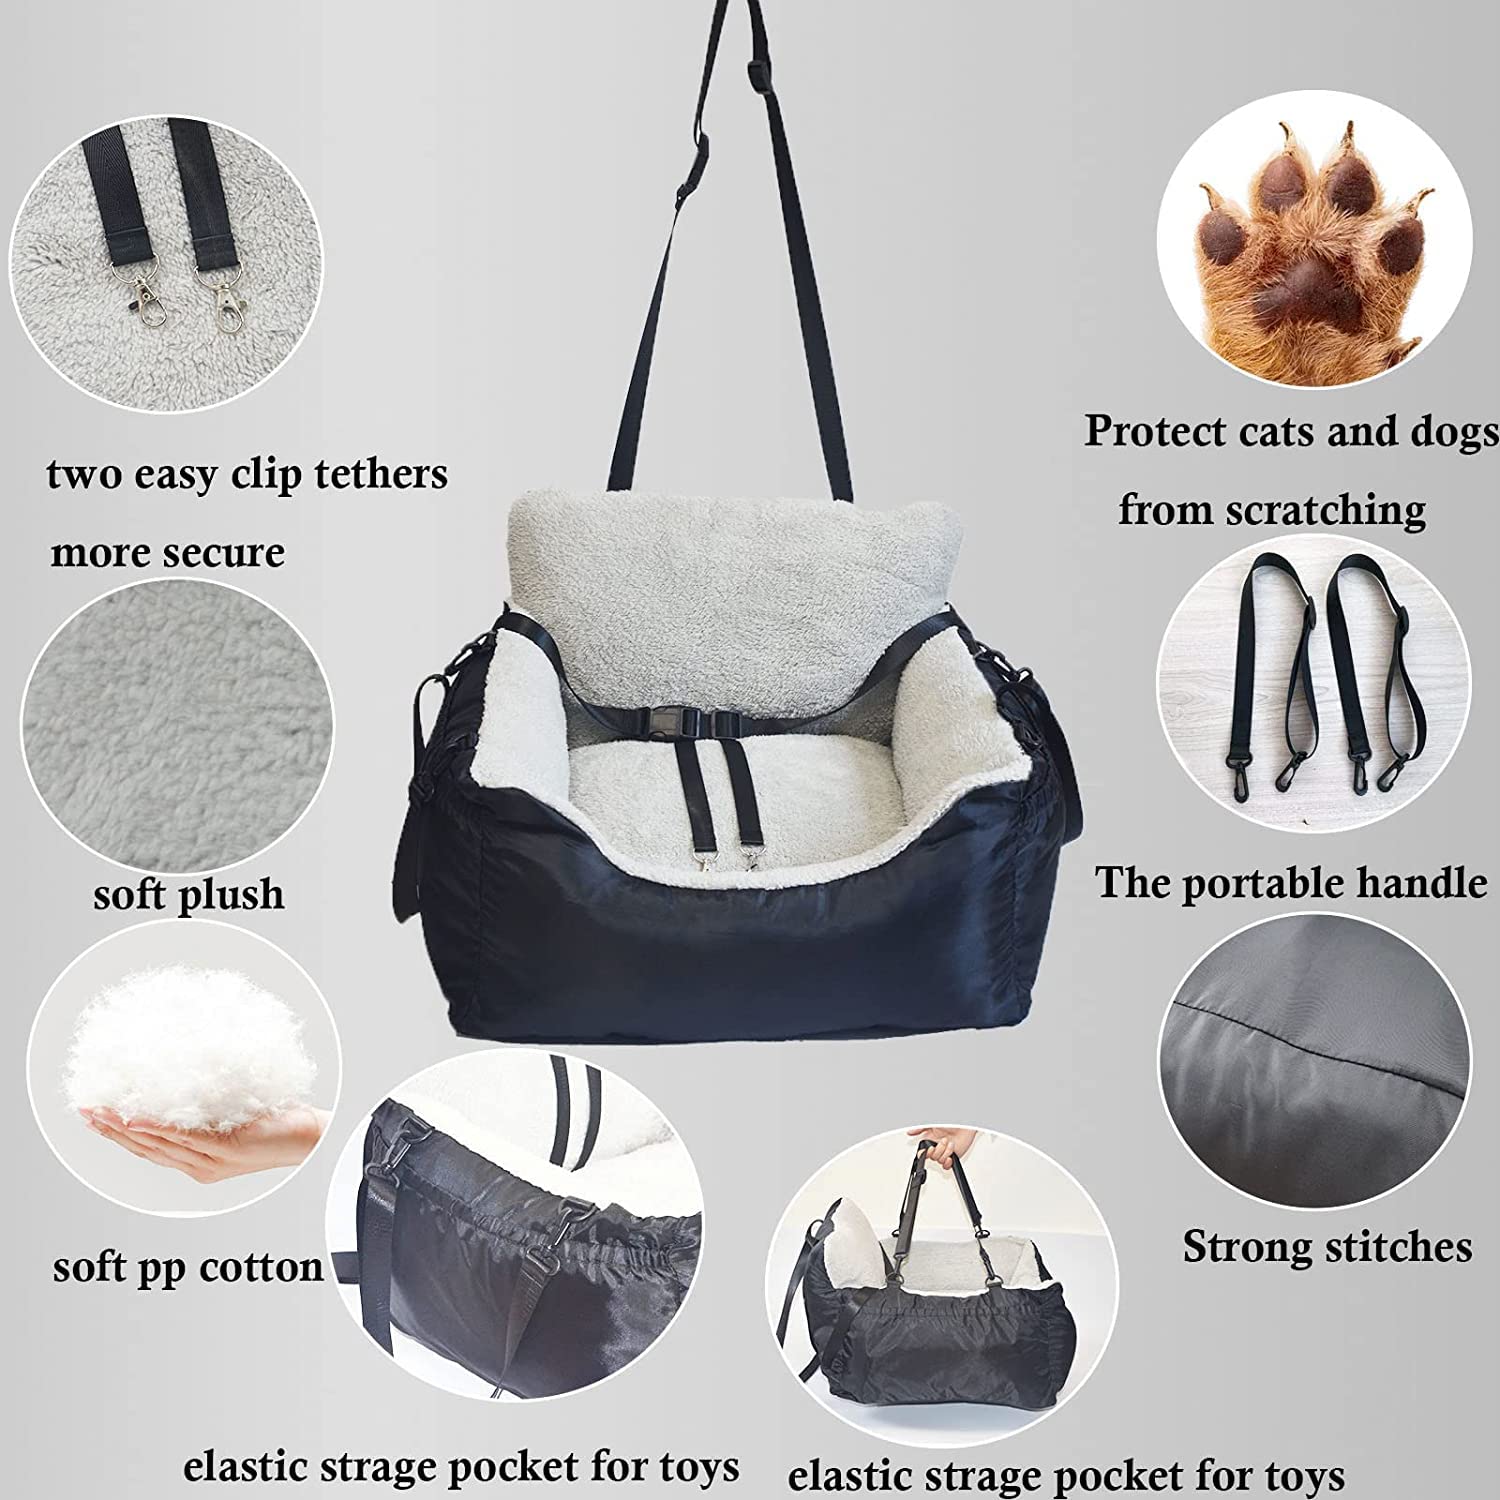 two easy clip tethers
more secure
soft plush
soft pp cotton
elastic strage pocket for toys
Protect cats and dogs
from scratching
The portable handle
Strong stitches
elastic strage pocket for toys